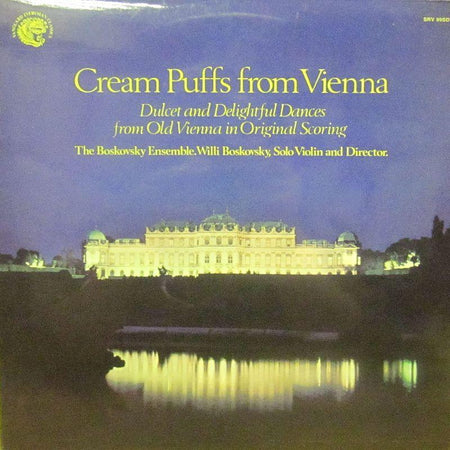 Cream Puffs from Vienna
Dulcet and Delightful Dances
from Old Vienna in Original Scoring
The Boskovsky Ensemble.Willi Boskovsky, Solo Violin and Director.